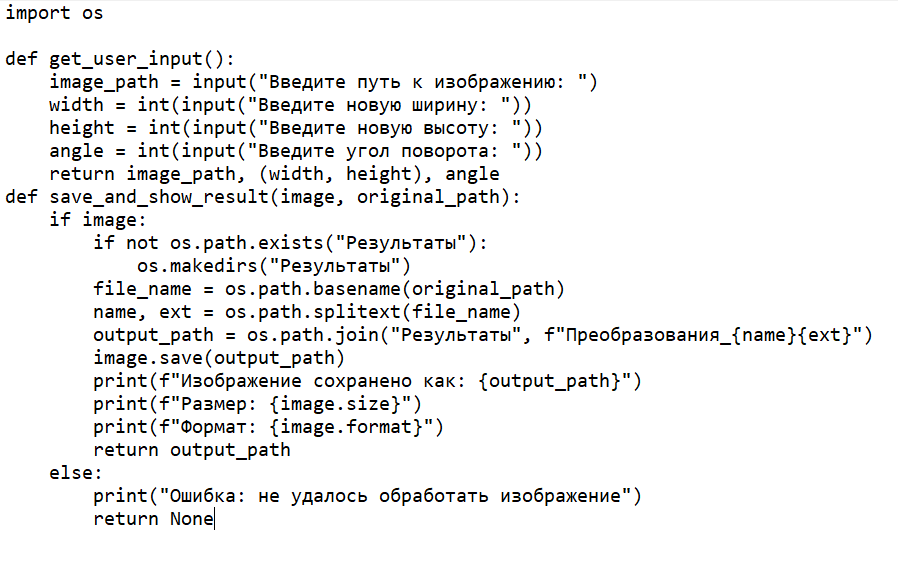 import os

def get_user_input():
    image_path = input("Введите путь к изображению: ")
    width = int(input("Введите новую ширину: "))
    height = int(input("Введите новую высоту: "))
    angle = int(input("Введите угол поворота: "))
    return image_path, (width, height), angle
def save_and_show_result(image, original_path):
    if image:
        if not os.path.exists("Результаты"):
            os.makedirs("Результаты")
        file_name = os.path.basename(original_path)
        name, ext = os.path.splitext(file_name)
        output_path = os.path.join("Результаты", f"Преобразования_{name}{ext}")
        image.save(output_path)
        print(f"Изображение сохранено как: {output_path}")
        print(f"Размер: {image.size}")
        print(f"Формат: {image.format}")
        return output_path
    else:
        print("Ошибка: не удалось обработать изображение")
        return None